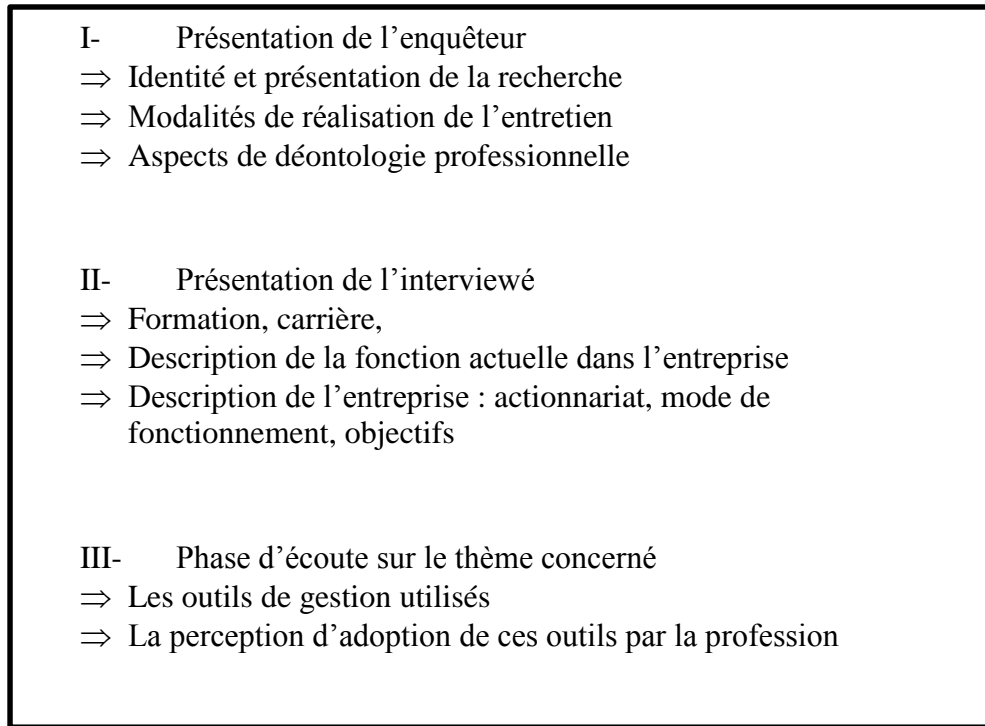 I- Présentation de l’enquêteur
⇒ Identité et présentation de la recherche
⇒ Modalités de réalisation de l’entretien
⇒ Aspects de déontologie professionnelle
II- Présentation de l’interviewé
⇒ Formation, carrière,
⇒ Description de la fonction actuelle dans l’entreprise
⇒ Description de l’entreprise : actionnariat, mode de
fonctionnement, objectifs
III- Phase d’écoute sur le thème concerné
⇒ Les outils de gestion utilisés
⇒ La perception d’adoption de ces outils par la profession